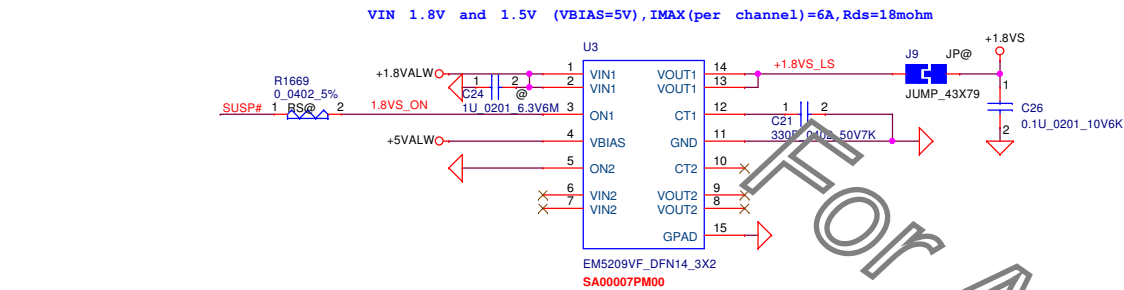 VIN 1.8V and 1.5V (VBIAS=5V),IMAX(per channel)=6A,Rds=18mohm
U3
+1.8VS
J9 JP@
+1.8VALW
1 VIN1 VOUT1 14
+1.8VS_LS
2 VIN1 VOUT1 13
R1669
0_0402_5%
1 2
C24 @
1U_0201_6.3V6M
JUMP_43X79
1
C26
0.1U_0201_10V6K
2
SUSP# 1 RS@ 2 1.8VS_ON
3 ON1 CT1 12
1 2
C21
330P_0402_50V7K
+5VALW
4 VBIAS GND 11
5 ON2 CT2 10
6 VIN2 VOUT2 9
7 VIN2 VOUT2 8
GPAD 15
EM5209VF_DFN14_3X2
SA00007PM00
For A